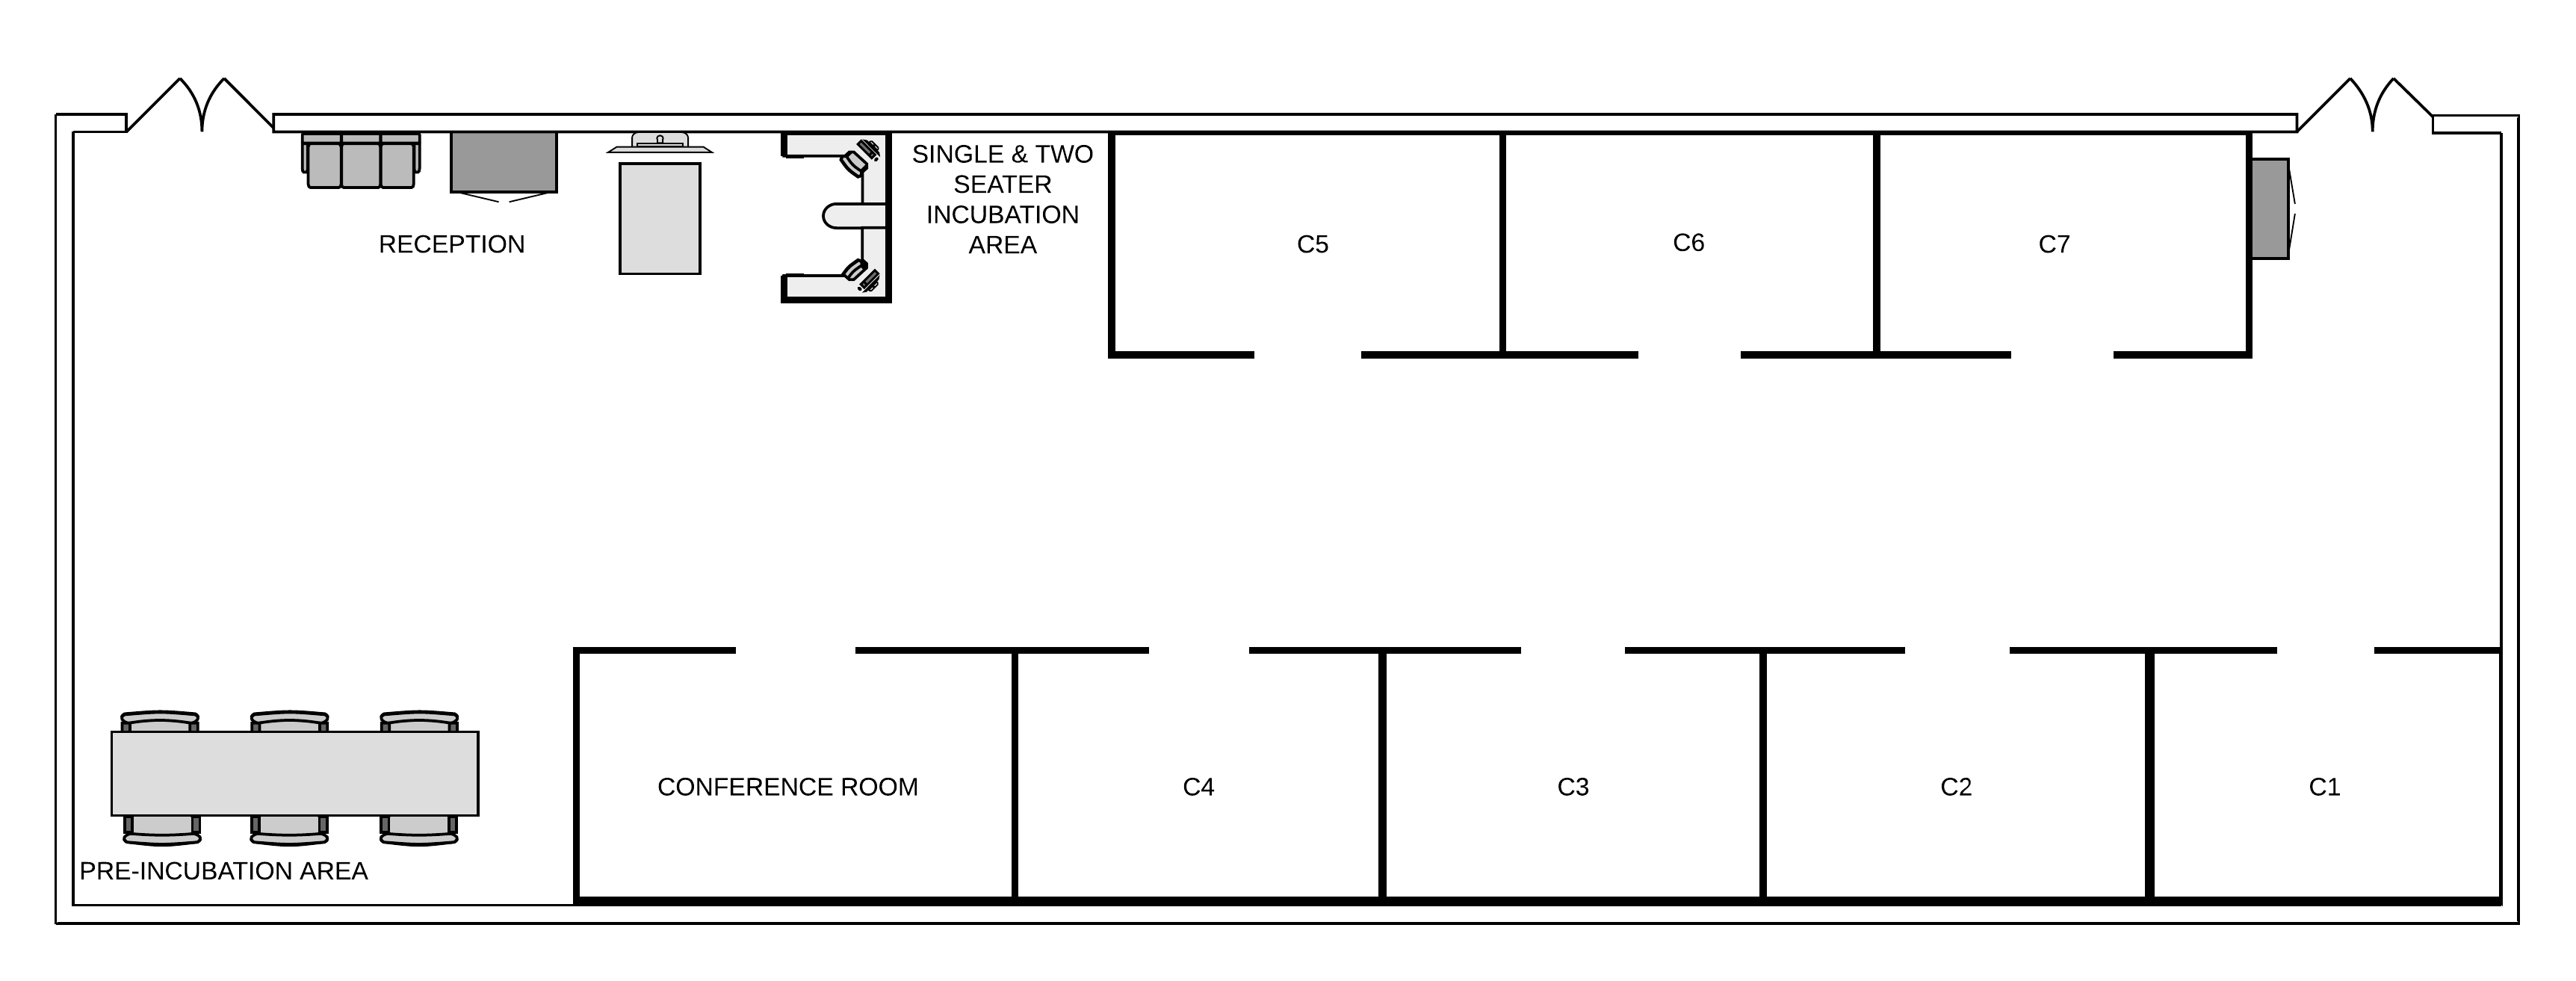 RECEPTION
SINGLE & TWO
SEATER
INCUBATION
AREA
C5
C6
C7
CONFERENCE ROOM
C4
C3
C2
C1
PRE-INCUBATION AREA